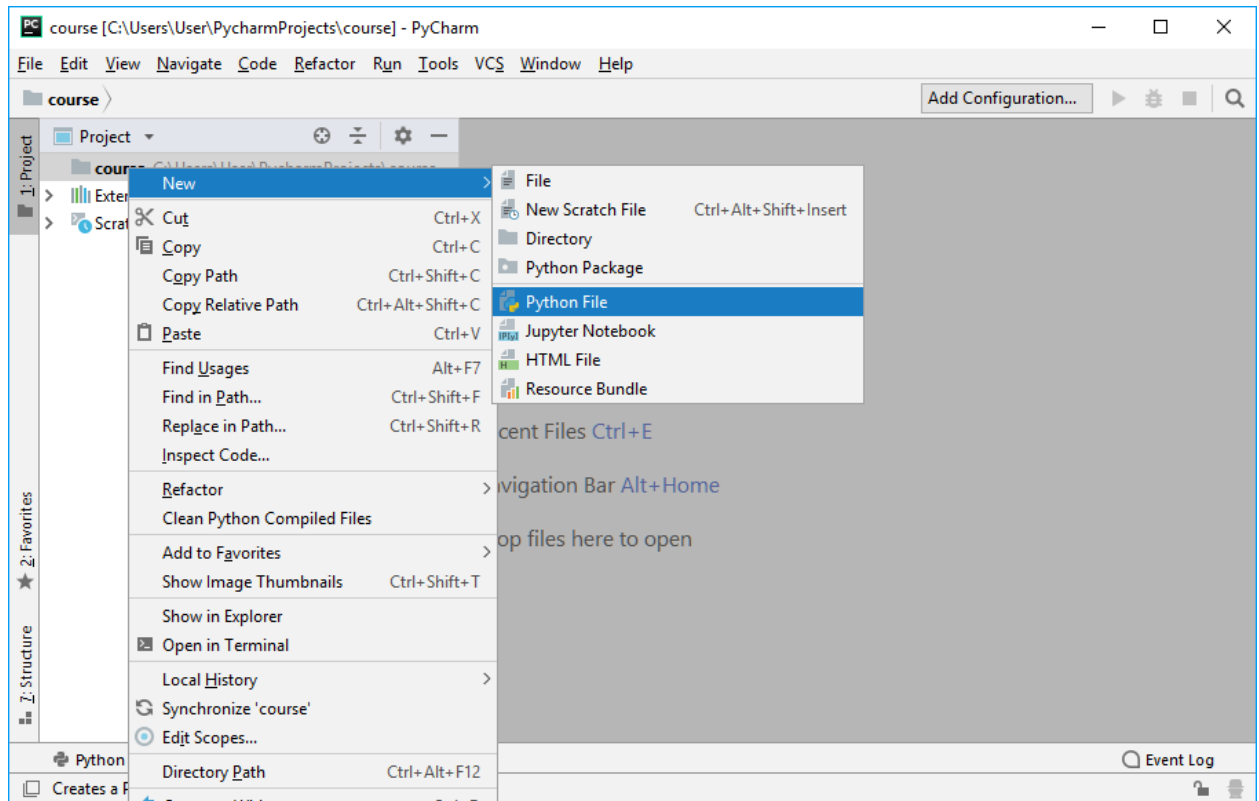 PC course [C:\Users\User\PycharmProjects\course] - PyCharm
File Edit View Navigate Code Refactor Run Tools VCS Window Help
course Add Configuration...
1: Project
Project
New
Cut Ctrl+X
Copy Ctrl+C
Copy Path Ctrl+Shift+C
Copy Relative Path Ctrl+Alt+Shift+C
Paste Ctrl+V
Find Usages Alt+F7
Find in Path... Ctrl+Shift+F
Replace in Path... Ctrl+Shift+R
Inspect Code...
Refactor
Clean Python Compiled Files
Add to Favorites
Show Image Thumbnails Ctrl+Shift+T
Show in Explorer
Open in Terminal
Local History
Synchronize 'course'
Edit Scopes...
Directory Path Ctrl+Alt+F12
File
New Scratch File Ctrl+Alt+Shift+Insert
Directory
Python Package
Python File
Jupyter Notebook
HTML File
Resource Bundle
Files Ctrl+E
Bar Alt+Home
files here to open
2: Favorites
7: Structure
Python
Event Log
Creates a